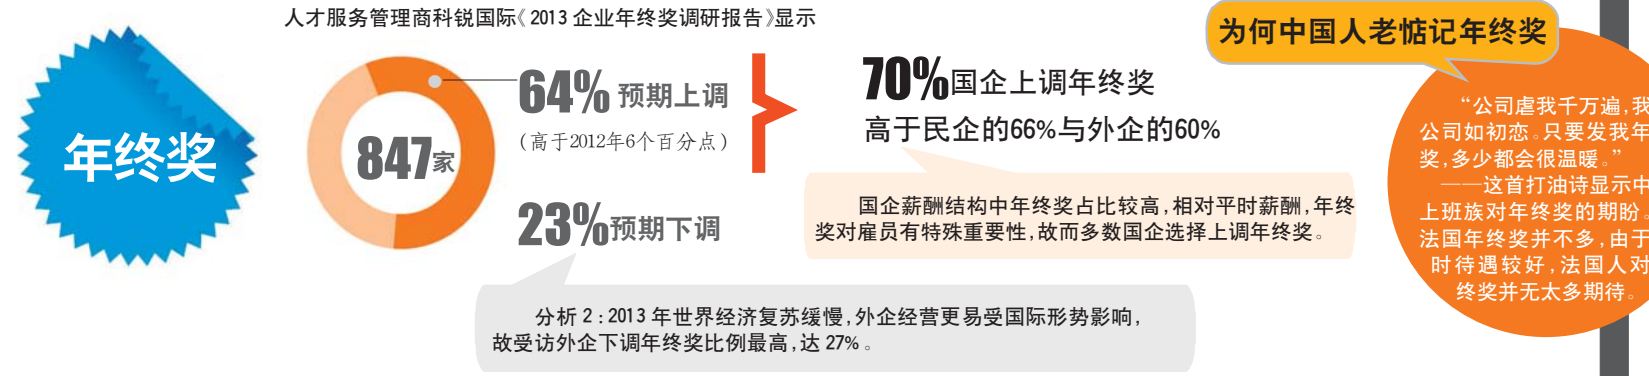 人才服务管理商科锐国际《2013企业年终奖调研报告》显示
年终奖
847家
64% 预期上调
(高于2012年6个百分点)
23%预期下调
70%国企上调年终奖
高于民企的66%与外企的60%
国企薪酬结构中年终奖占比较高,相对平时薪酬,年终
奖对雇员有特殊重要性,故而多数国企选择上调年终奖。
分析2:2013年世界经济复苏缓慢,外企经营更易受国际形势影响,
故受访外企下调年终奖比例最高,达27%。
为何中国人老惦记年终奖
“公司虐我千万遍,我
公司如初恋。只要发我年
奖,多少都会很温暖。”
——这首打油诗显示中
上班族对年终奖的期盼。
法国年终奖并不多,由于
时待遇较好,法国人对
终奖并无太多期待。